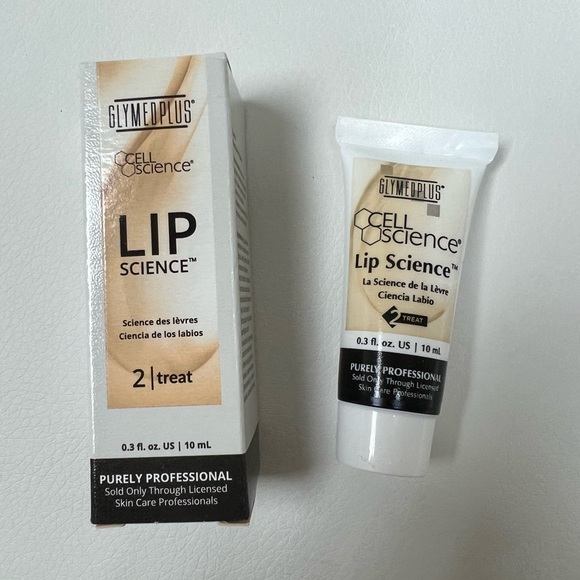 GLYMEDPLUS®
CELL
SCIENCE®
LIP
SCIENCE™
Science des lèvres
Ciencia de los labios
2 | treat
0.3 fl. oz. US | 10 mL
PURELY PROFESSIONAL
Sold Only Through Licensed
Skin Care Professionals
GLYMEDPLUS®
CELL
SCIENCE®
Lip Science™
La Science de la Lèvre
Ciencia Labio
2 TREAT
0.3 fl. oz. US | 10 mL
PURELY PROFESSIONAL
Sold Only Through Licensed
Skin Care Professionals